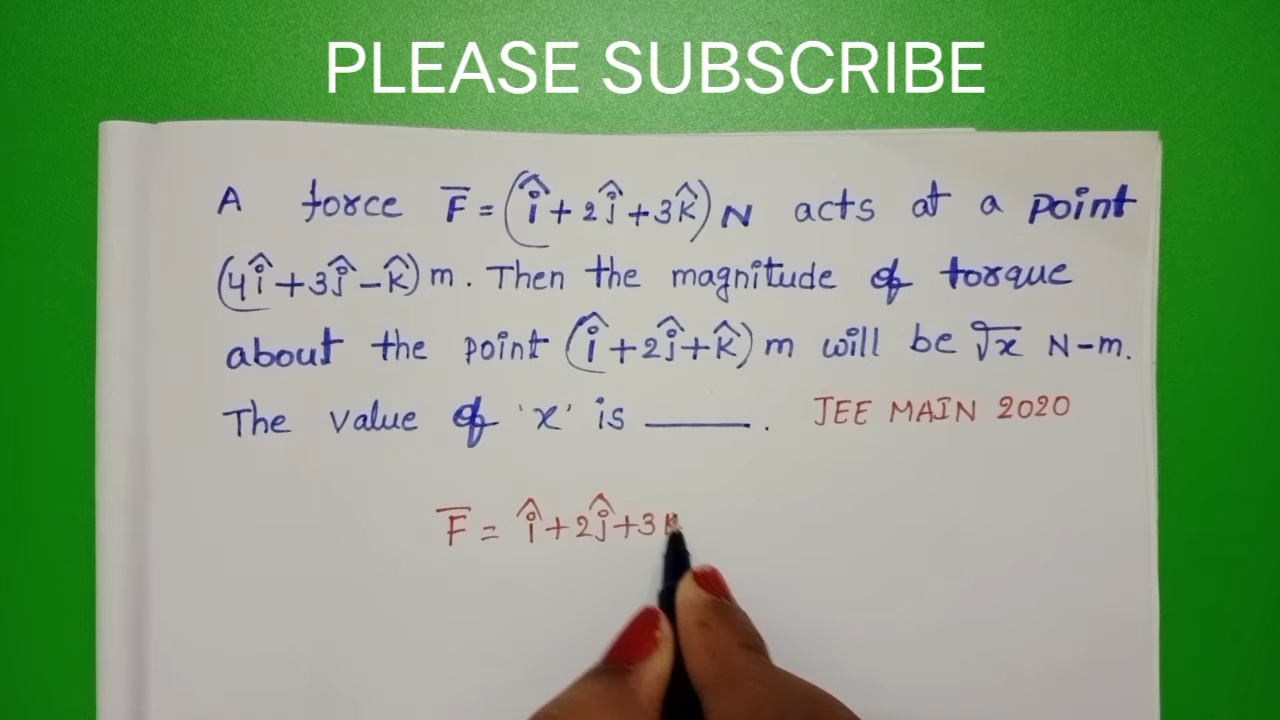 PLEASE SUBSCRIBE
A force F̅ = (î + 2ĵ + 3k̂) N acts at a point
(4î + 3ĵ - k̂) m. Then the magnitude of torque
about the point (î + 2ĵ + k̂) m will be √x N-m.
The value of 'x' is ______. JEE MAIN 2020
F̅ = î + 2ĵ + 3k